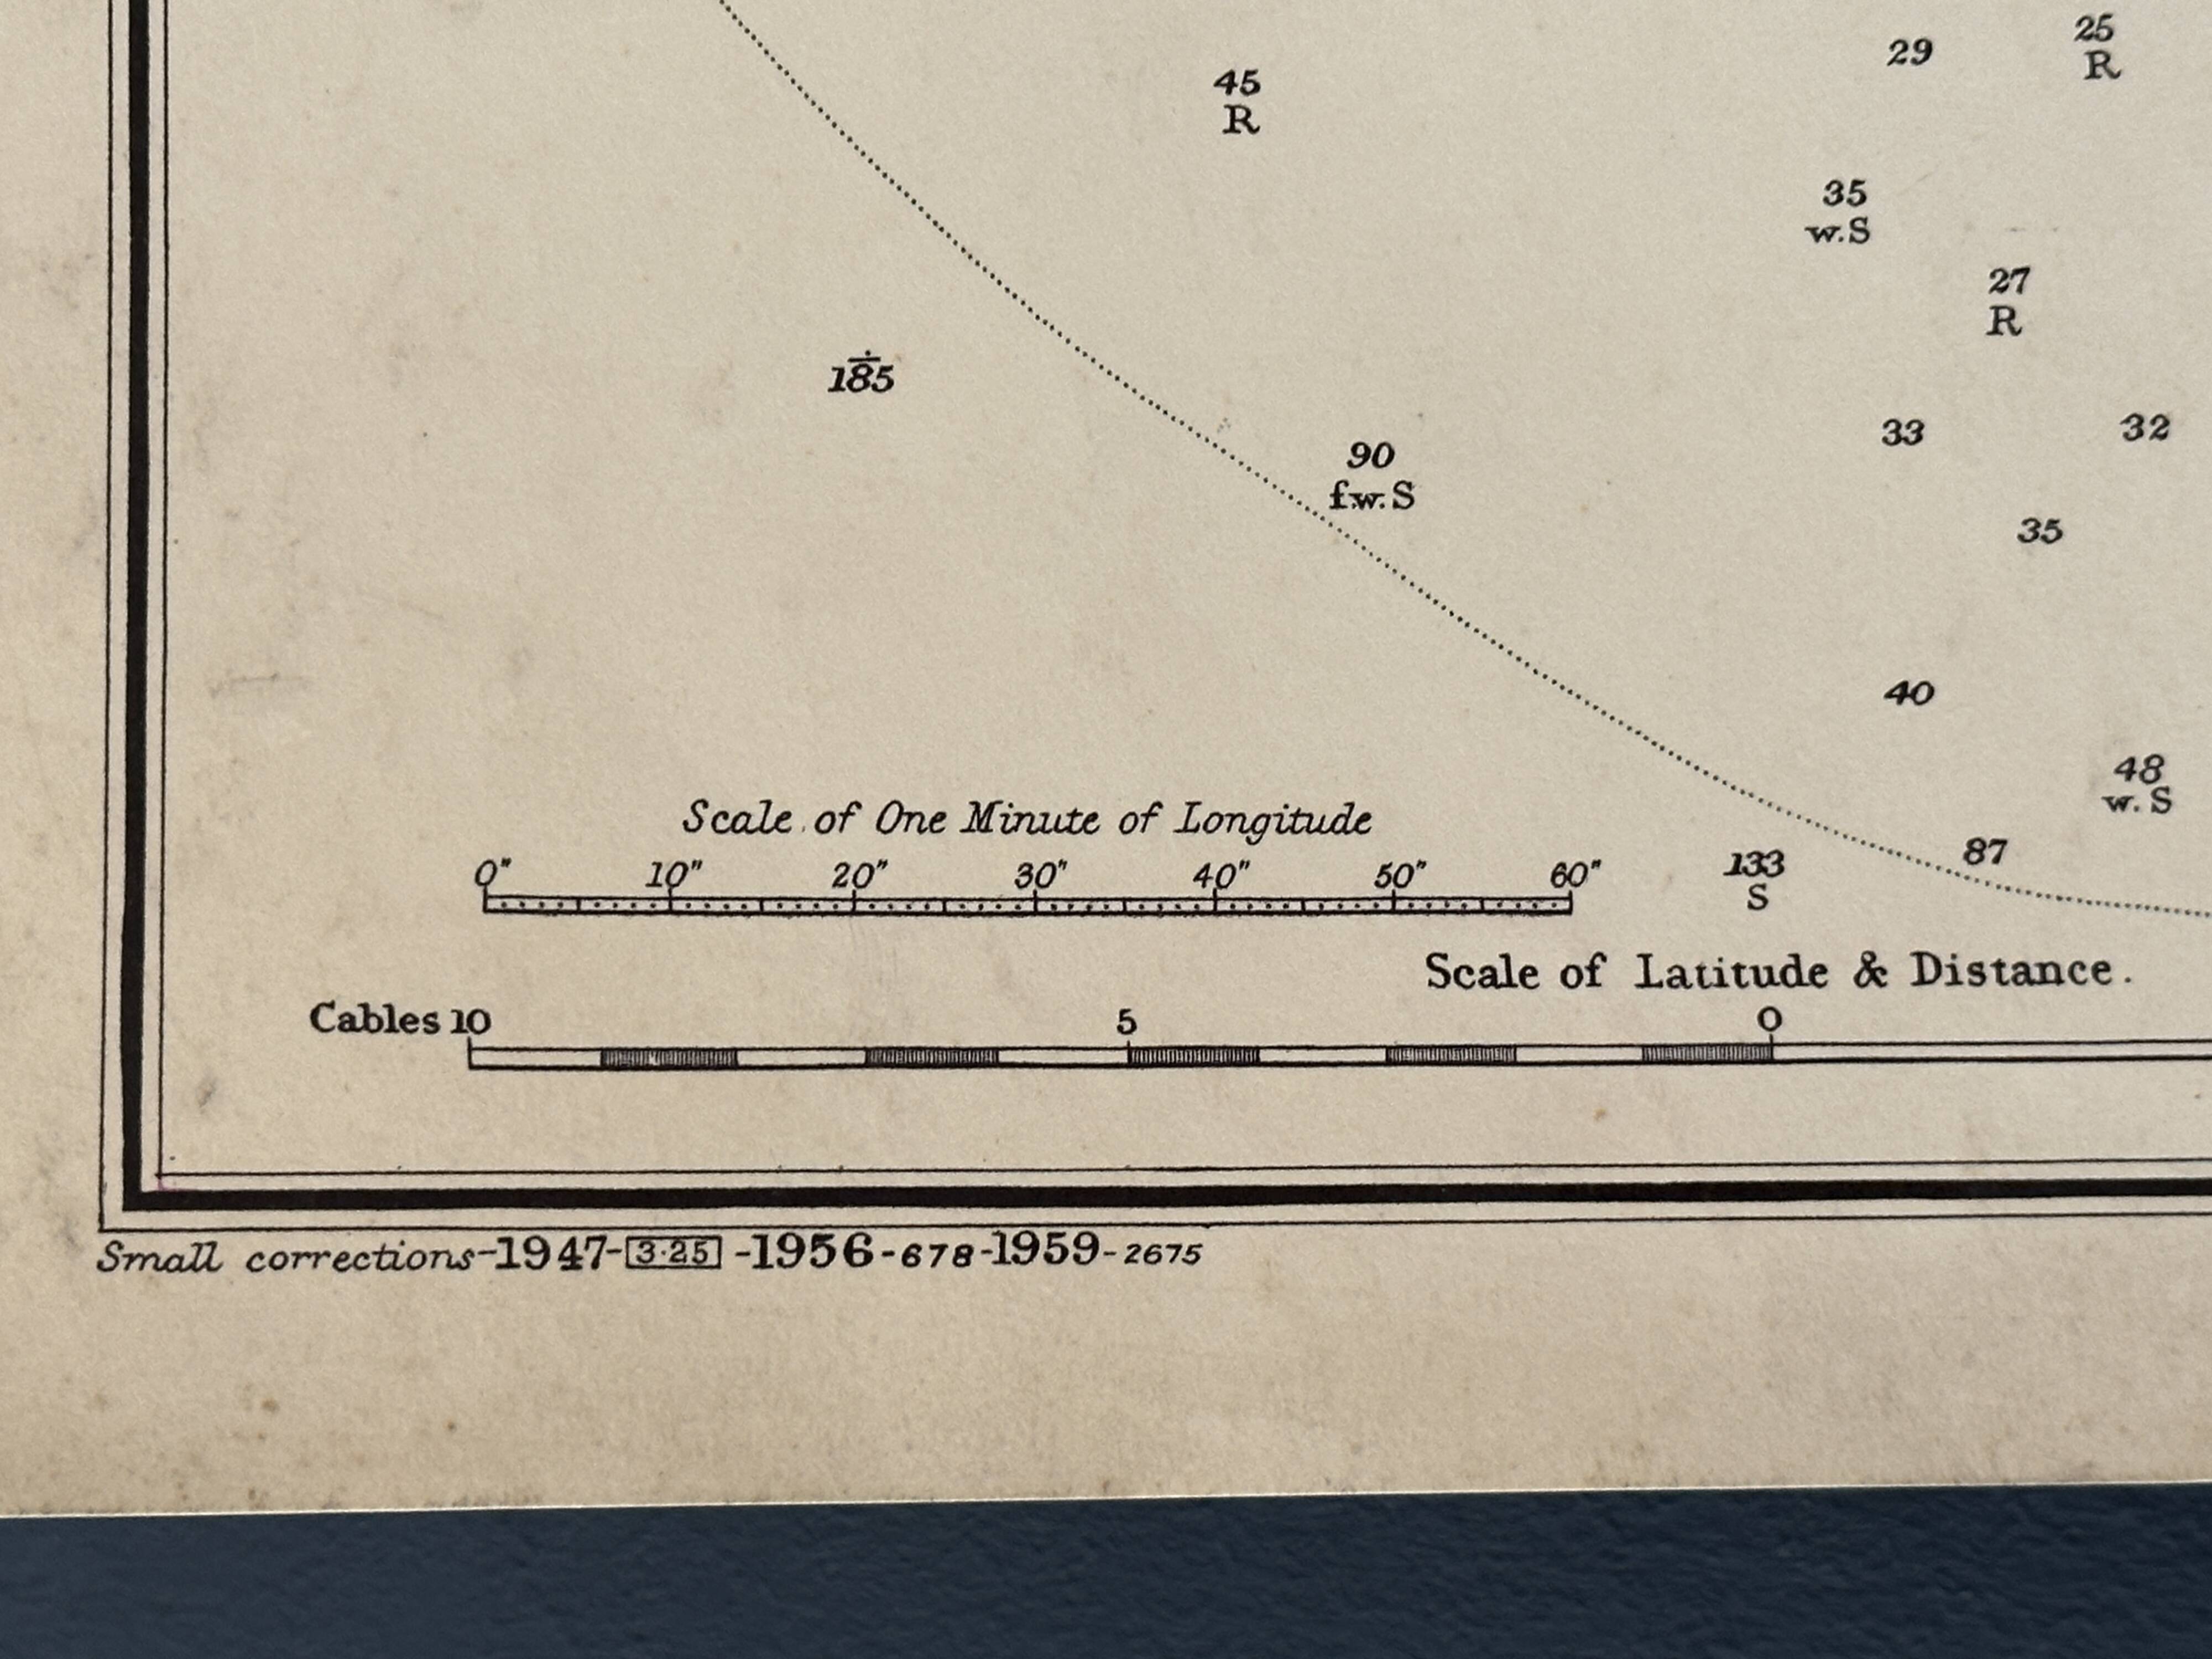 29 25
R
45
R
35
w.S
27
R
185
33 32
90
f.w.S
35
40
48
w.S
Scale of One Minute of Longitude
0" 10" 20" 30" 40" 50" 60"
87
133
S
Scale of Latitude & Distance.
Cables 10 5 0
Small corrections-1947-3·25-1956-678-1959-2675